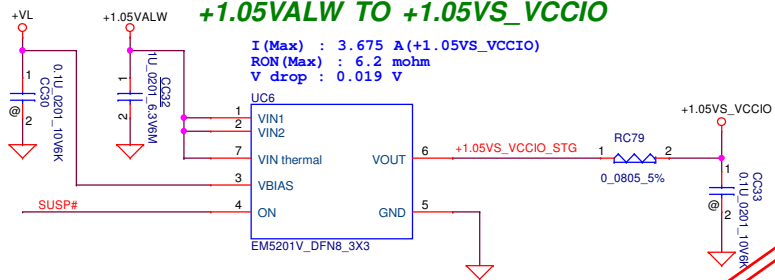 +1.05VALW TO +1.05VS_VCCIO
+VL
+1.05VALW
I(Max) : 3.675 A(+1.05VS_VCCIO)
RON(Max) : 6.2 mohm
V drop : 0.019 V
1
CC30
0.1U_0201_10V6K
@
2
1
CC32
1U_0201_6.3V6M
2
UC6
1 VIN1
2 VIN2
7 VIN thermal
3 VBIAS
SUSP# 4 ON
VOUT 6
GND 5
EM5201V_DFN8_3X3
+1.05VS_VCCIO_STG
RC79
1 2
0_0805_5%
+1.05VS_VCCIO
1
CC33
0.1U_0201_10V6K
@
2